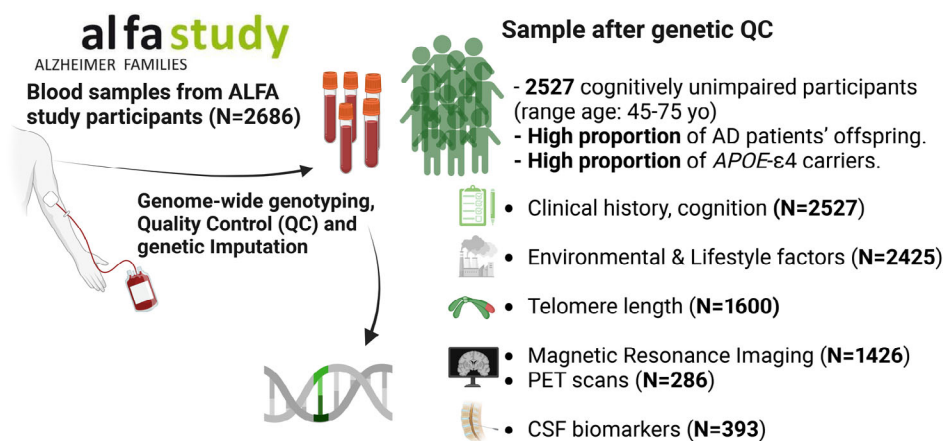 alfa study
ALZHEIMER FAMILIES
Blood samples from ALFA
study participants (N=2686)
Genome-wide genotyping,
Quality Control (QC) and
genetic Imputation
Sample after genetic QC
- 2527 cognitively unimpaired participants
(range age: 45-75 yo)
- High proportion of AD patients' offspring.
- High proportion of APOE-ε4 carriers.
• Clinical history, cognition (N=2527)
• Environmental & Lifestyle factors (N=2425)
• Telomere length (N=1600)
• Magnetic Resonance Imaging (N=1426)
• PET scans (N=286)
• CSF biomarkers (N=393)